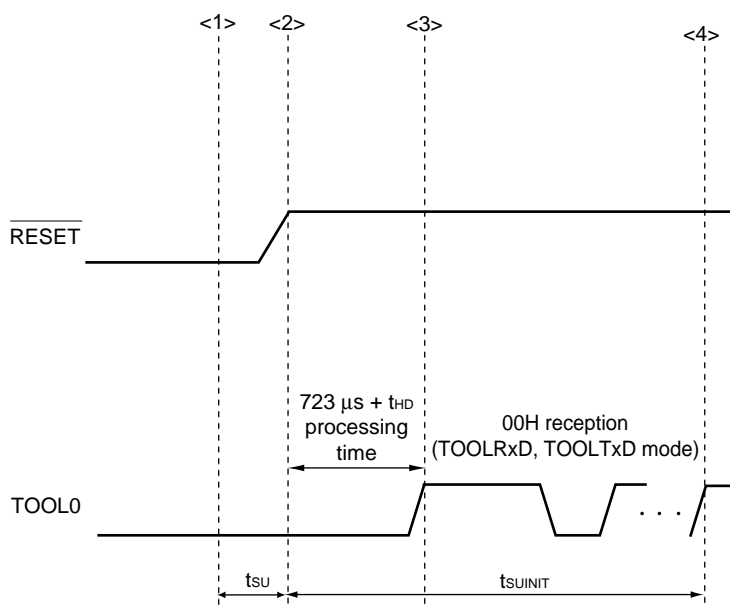 <1> <2> <3> <4>
RESET
723 μs + tHD
processing
time
00H reception
(TOOLRxD, TOOLTxD mode)
TOOL0
. . .
tSU tSUINIT